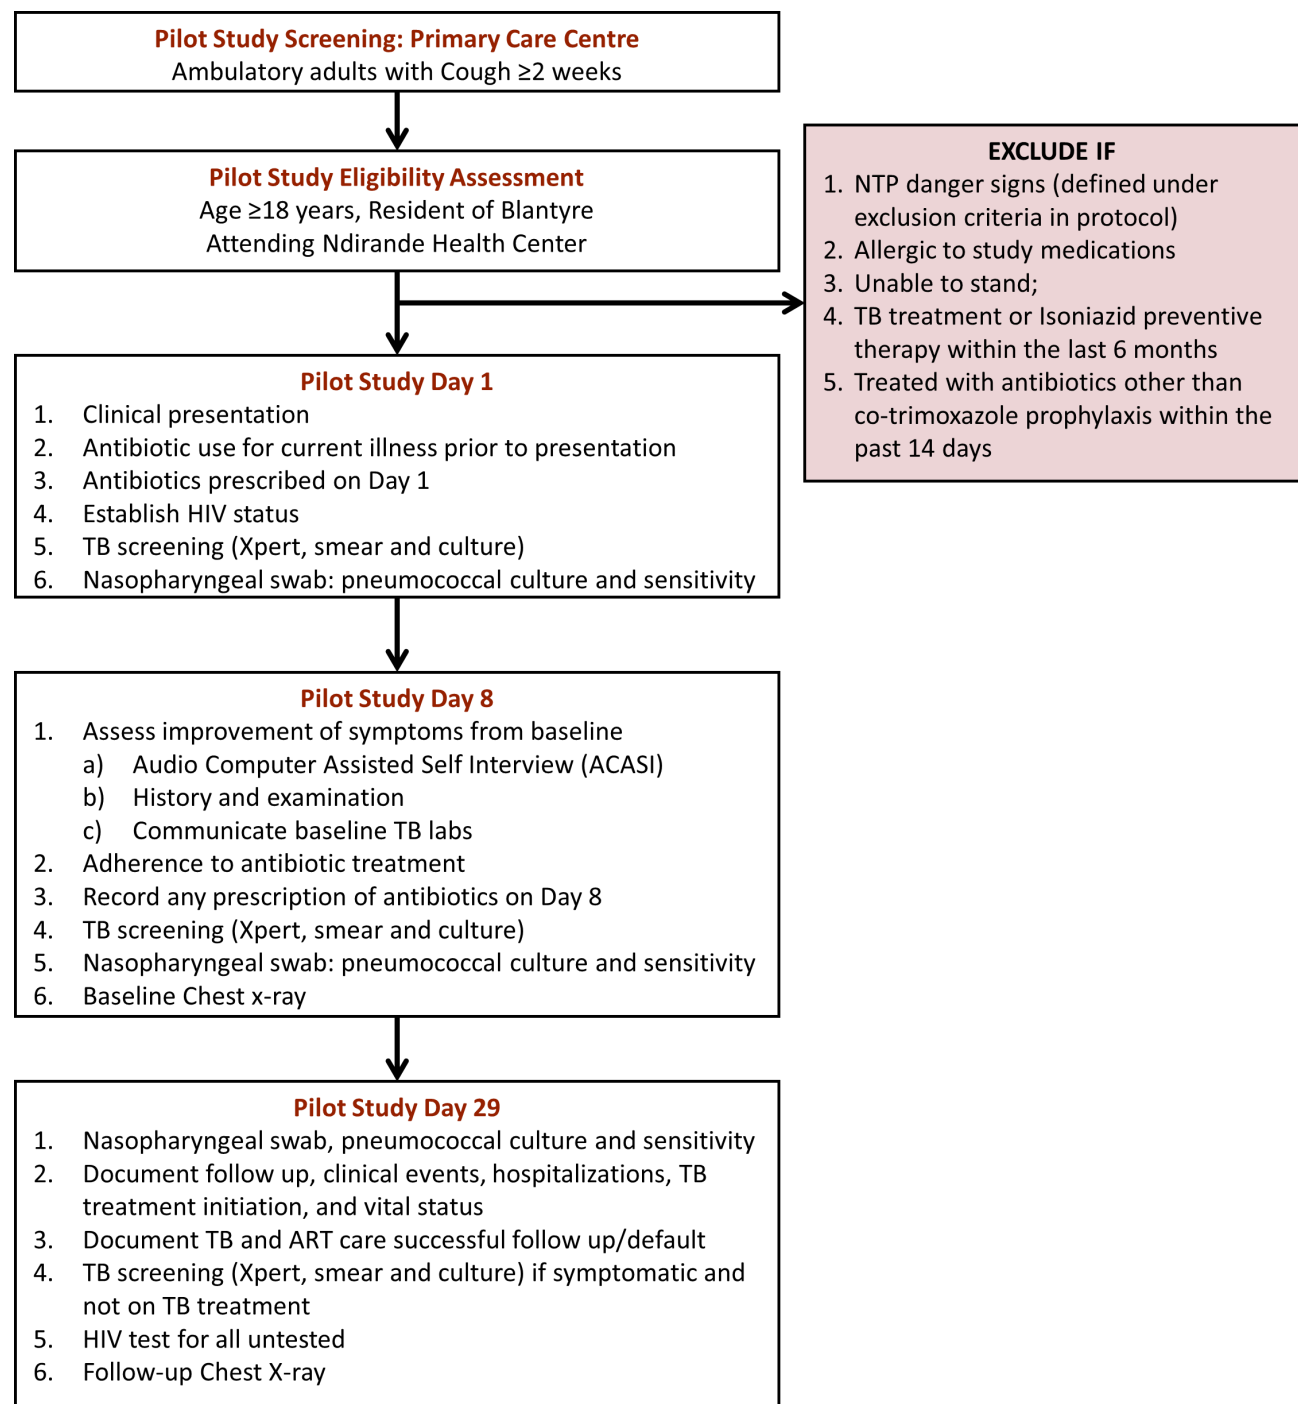 Pilot Study Screening: Primary Care Centre
Ambulatory adults with Cough ≥2 weeks
Pilot Study Eligibility Assessment
Age ≥18 years, Resident of Blantyre
Attending Ndirande Health Center
EXCLUDE IF
1. NTP danger signs (defined under
exclusion criteria in protocol)
2. Allergic to study medications
3. Unable to stand;
4. TB treatment or Isoniazid preventive
therapy within the last 6 months
5. Treated with antibiotics other than
co-trimoxazole prophylaxis within the
past 14 days
Pilot Study Day 1
1. Clinical presentation
2. Antibiotic use for current illness prior to presentation
3. Antibiotics prescribed on Day 1
4. Establish HIV status
5. TB screening (Xpert, smear and culture)
6. Nasopharyngeal swab: pneumococcal culture and sensitivity
Pilot Study Day 8
1. Assess improvement of symptoms from baseline
a) Audio Computer Assisted Self Interview (ACASI)
b) History and examination
c) Communicate baseline TB labs
2. Adherence to antibiotic treatment
3. Record any prescription of antibiotics on Day 8
4. TB screening (Xpert, smear and culture)
5. Nasopharyngeal swab: pneumococcal culture and sensitivity
6. Baseline Chest x-ray
Pilot Study Day 29
1. Nasopharyngeal swab, pneumococcal culture and sensitivity
2. Document follow up, clinical events, hospitalizations, TB
treatment initiation, and vital status
3. Document TB and ART care successful follow up/default
4. TB screening (Xpert, smear and culture) if symptomatic and
not on TB treatment
5. HIV test for all untested
6. Follow-up Chest X-ray